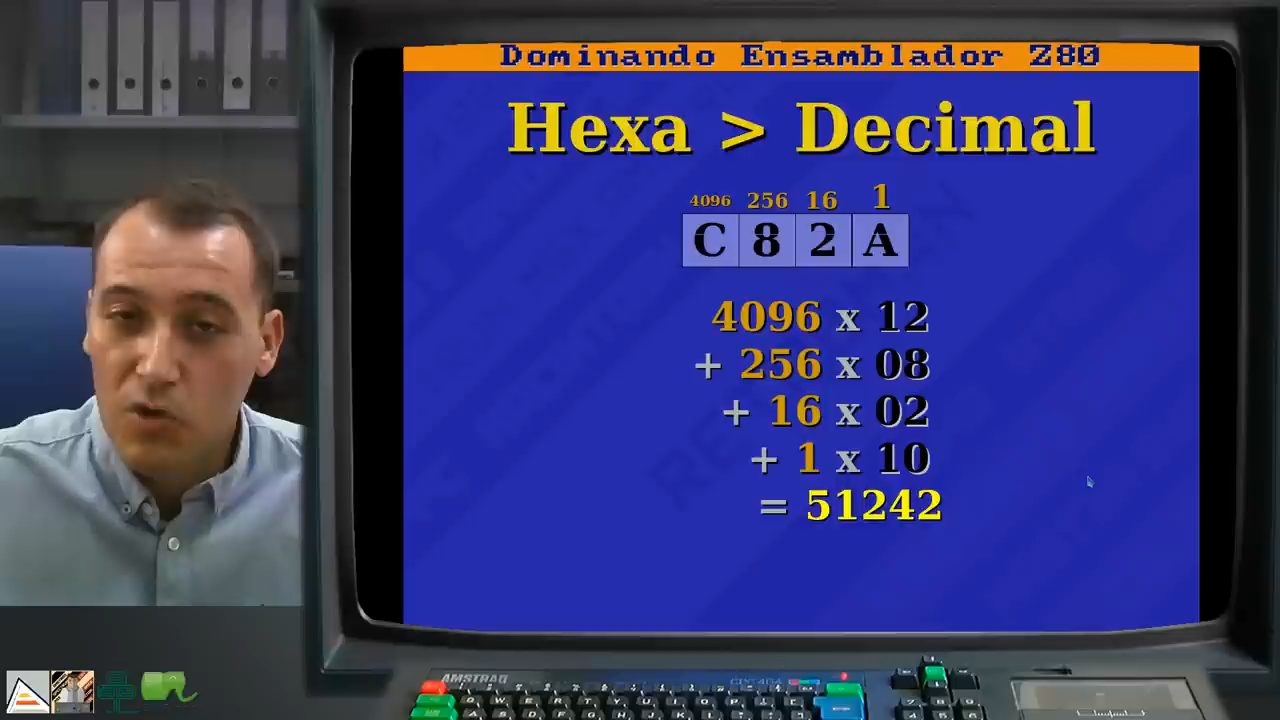 Dominando Ensamblador Z80
Hexa > Decimal
4096 256 16 1
C 8 2 A
4096 x 12
+ 256 x 08
+ 16 x 02
+ 1 x 10
= 51242
AMSTRAD